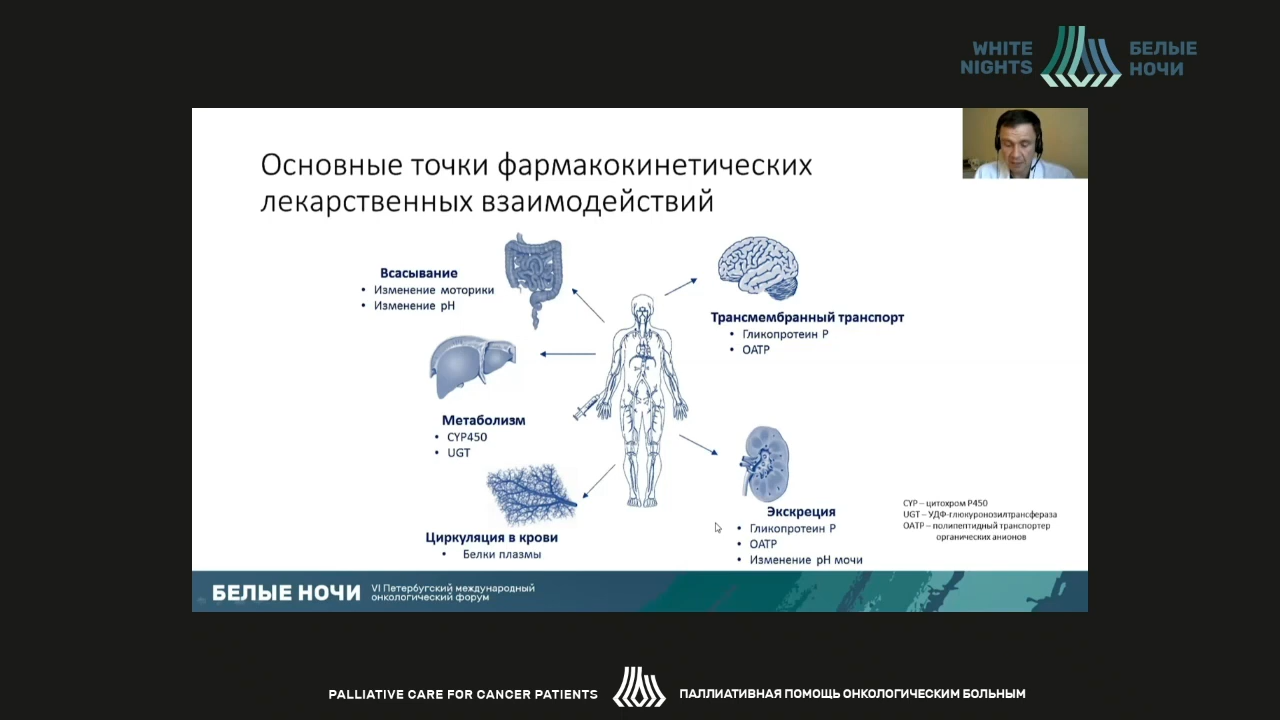 WHITE
NIGHTS
БЕЛЫЕ
НОЧИ
Основные точки фармакокинетических
лекарственных взаимодействий
Всасывание
• Изменение моторики
• Изменение pH
Трансмембранный транспорт
• Гликопротеин P
• OATP
Метаболизм
• CYP450
• UGT
Циркуляция в крови
• Белки плазмы
Экскреция
• Гликопротеин P
• OATP
• Изменение pH мочи
CYP – цитохром P450
UGT – УДФ-глюкуронозилтрансфераза
OATP – полипептидный транспортер
органических анионов
БЕЛЫЕ НОЧИ
VI Петербугский международный
онкологический форум
PALLIATIVE CARE FOR CANCER PATIENTS
ПАЛЛИАТИВНАЯ ПОМОЩЬ ОНКОЛОГИЧЕСКИМ БОЛЬНЫМ